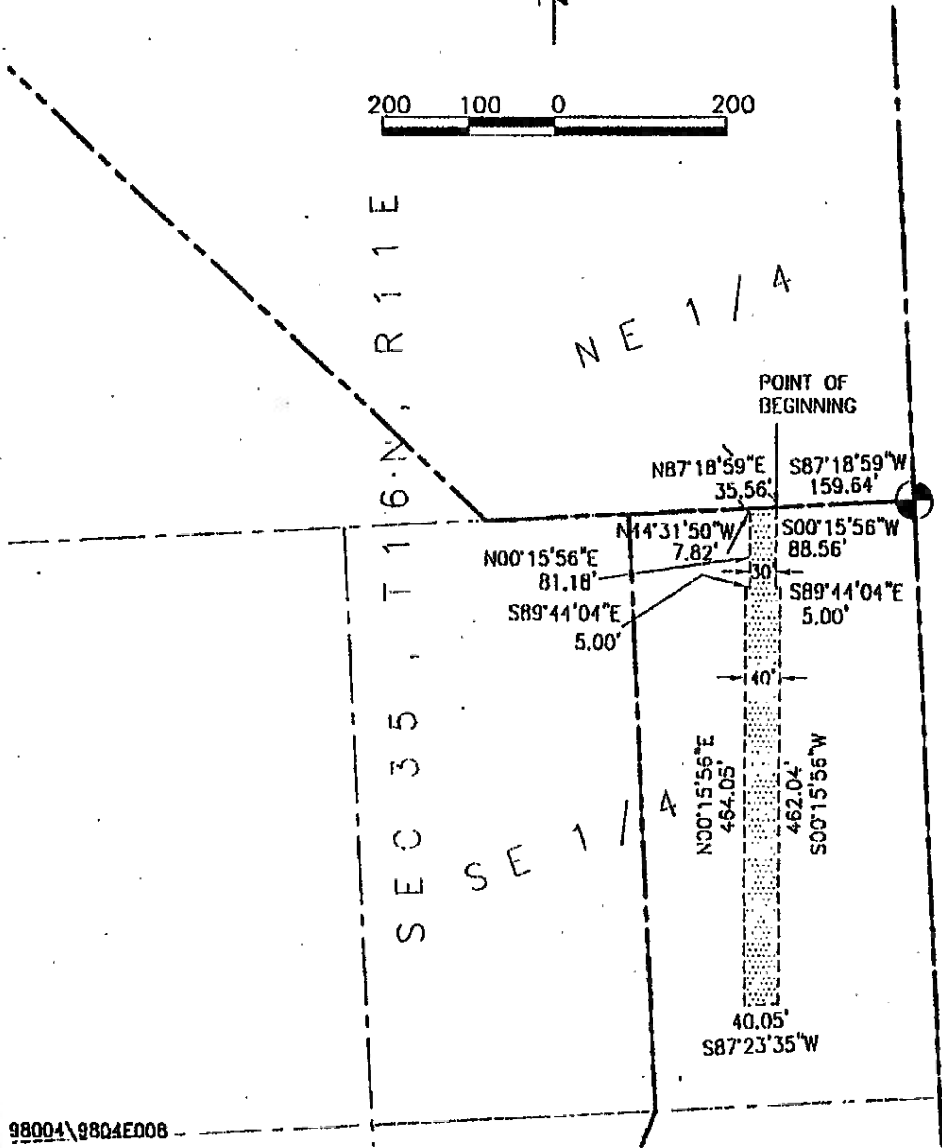 200 100 0 200
SEC 35, T16N, R11E
NE 1/4
POINT OF
BEGINNING
N87°18'59"E
35.56'
S87°18'59"W
159.64'
N44°31'50"W
7.82'
S00°15'56"W
88.56'
N00°15'56"E
81.18'
30'
S89°44'04"E
5.00'
S89°44'04"E
5.00'
40'
N00°15'56"E
464.05'
462.04'
S00°15'56"W
SE 1/4
40.05'
S87°23'35"W
98004\9804E008